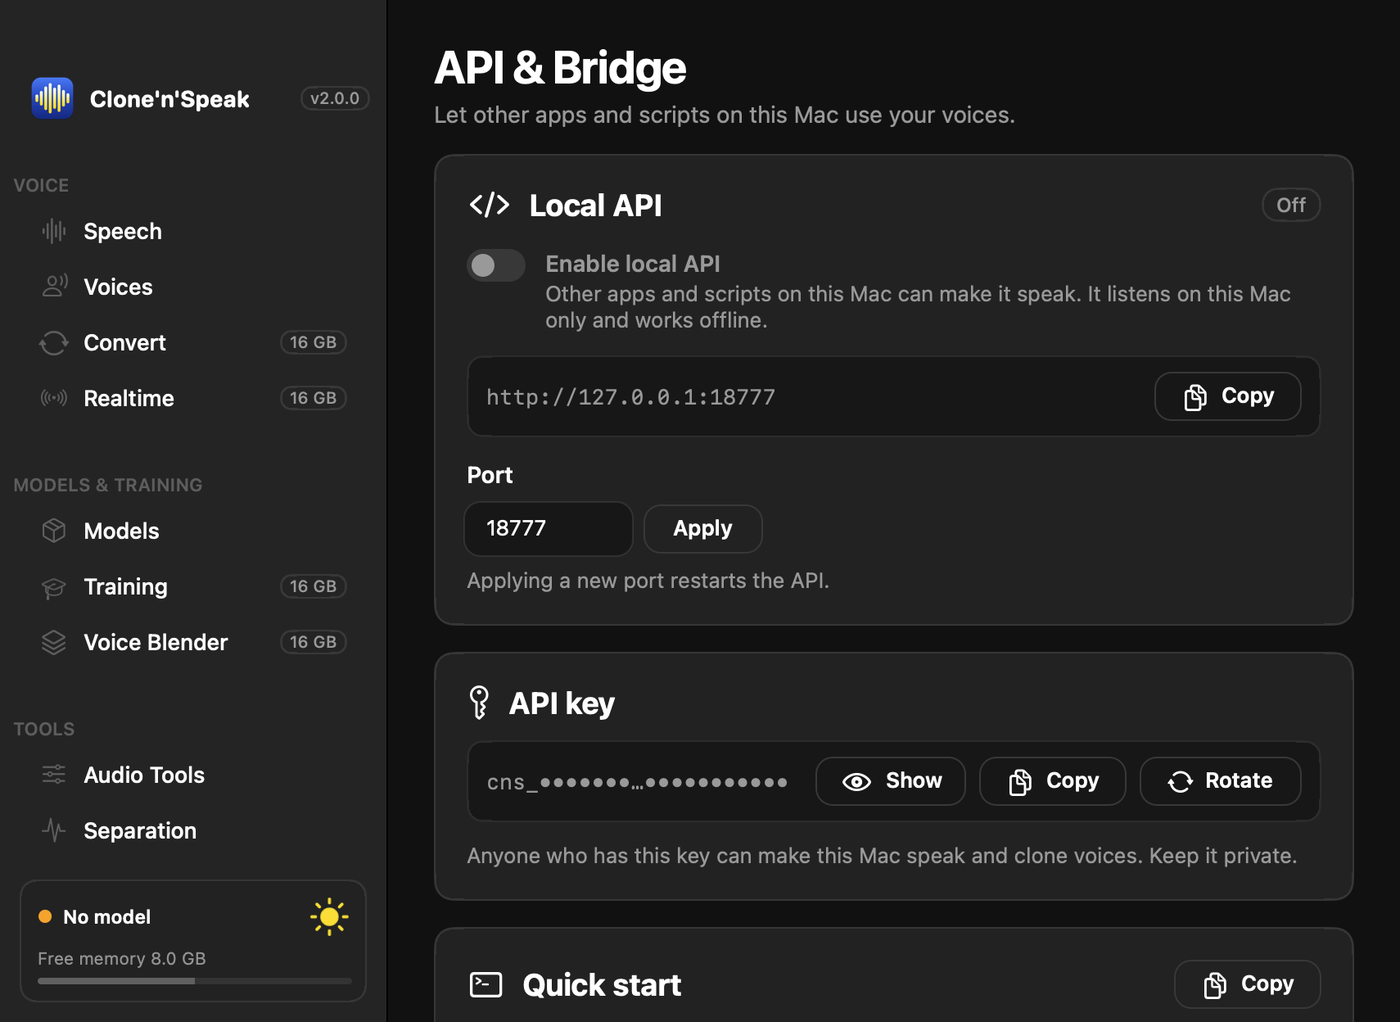 Clone'n'Speak
v2.0.0
VOICE
Speech
Voices
Convert
16 GB
Realtime
16 GB
MODELS & TRAINING
Models
Training
16 GB
Voice Blender
16 GB
TOOLS
Audio Tools
Separation
No model
Free memory 8.0 GB
API & Bridge
Let other apps and scripts on this Mac use your voices.
</> Local API
Off
Enable local API
Other apps and scripts on this Mac can make it speak. It listens on this Mac
only and works offline.
http://127.0.0.1:18777
Copy
Port
18777
Apply
Applying a new port restarts the API.
API key
cns_●●●●●●●…●●●●●●●●●●●
Show
Copy
Rotate
Anyone who has this key can make this Mac speak and clone voices. Keep it private.
Quick start
Copy